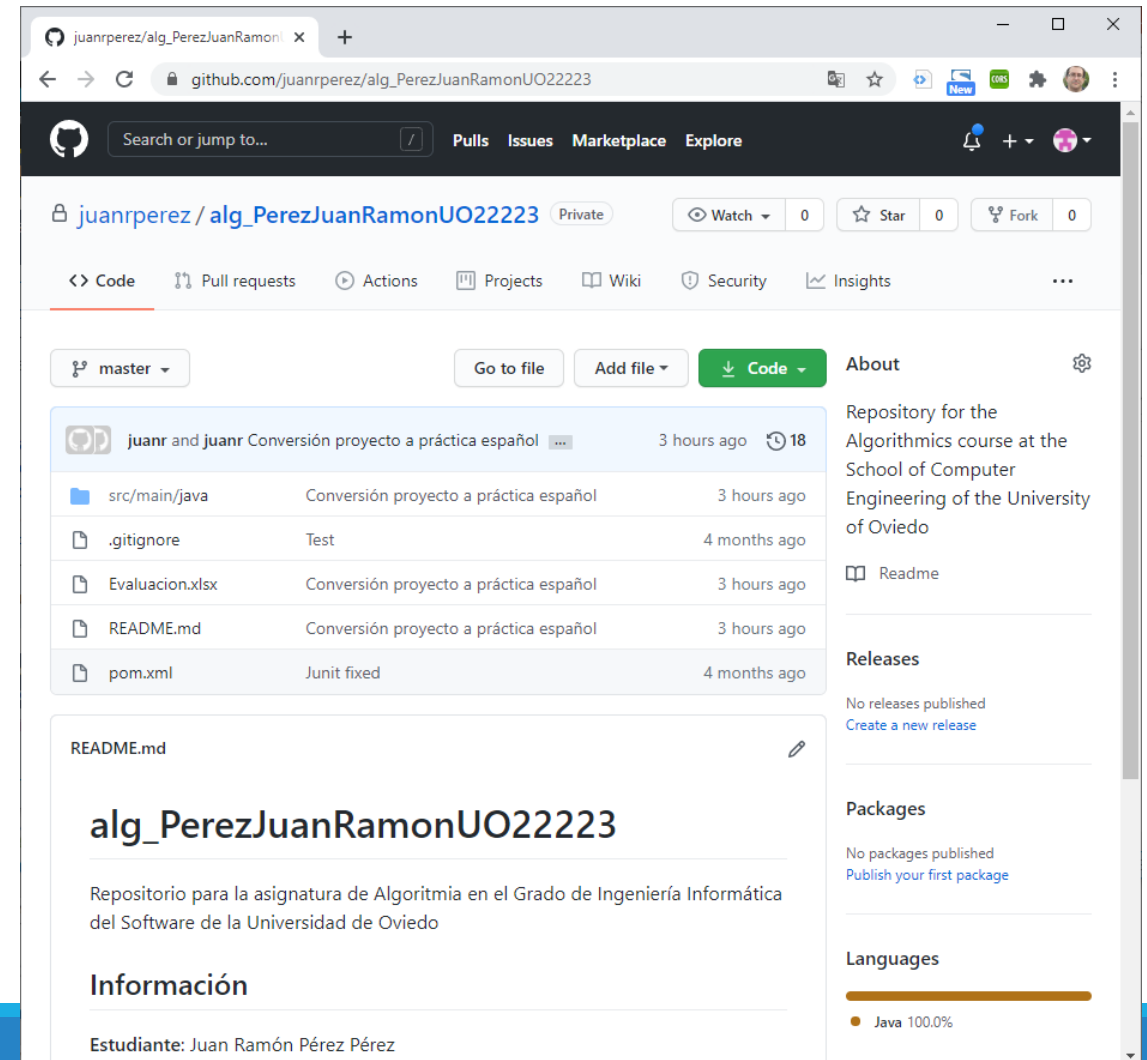 juanrperez/alg_PerezJuanRamonU
github.com/juanrperez/alg_PerezJuanRamonUO22223
New
CORS
Search or jump to...
/
Pulls Issues Marketplace Explore
juanrperez / alg_PerezJuanRamonUO22223 Private
Watch 0
Star 0
Fork 0
<> Code Pull requests Actions Projects Wiki Security Insights ...
master
Go to file
Add file
Code
juanr and juanr Conversión proyecto a práctica español ... 3 hours ago 18
src/main/java Conversión proyecto a práctica español 3 hours ago
.gitignore Test 4 months ago
Evaluacion.xlsx Conversión proyecto a práctica español 3 hours ago
README.md Conversión proyecto a práctica español 3 hours ago
pom.xml Junit fixed 4 months ago
README.md
alg_PerezJuanRamonUO22223
Repositorio para la asignatura de Algoritmia en el Grado de Ingeniería Informática
del Software de la Universidad de Oviedo
Información
Estudiante: Juan Ramón Pérez Pérez
About
Repository for the
Algorithmics course at the
School of Computer
Engineering of the University
of Oviedo
Readme
Releases
No releases published
Create a new release
Packages
No packages published
Publish your first package
Languages
Java 100.0%